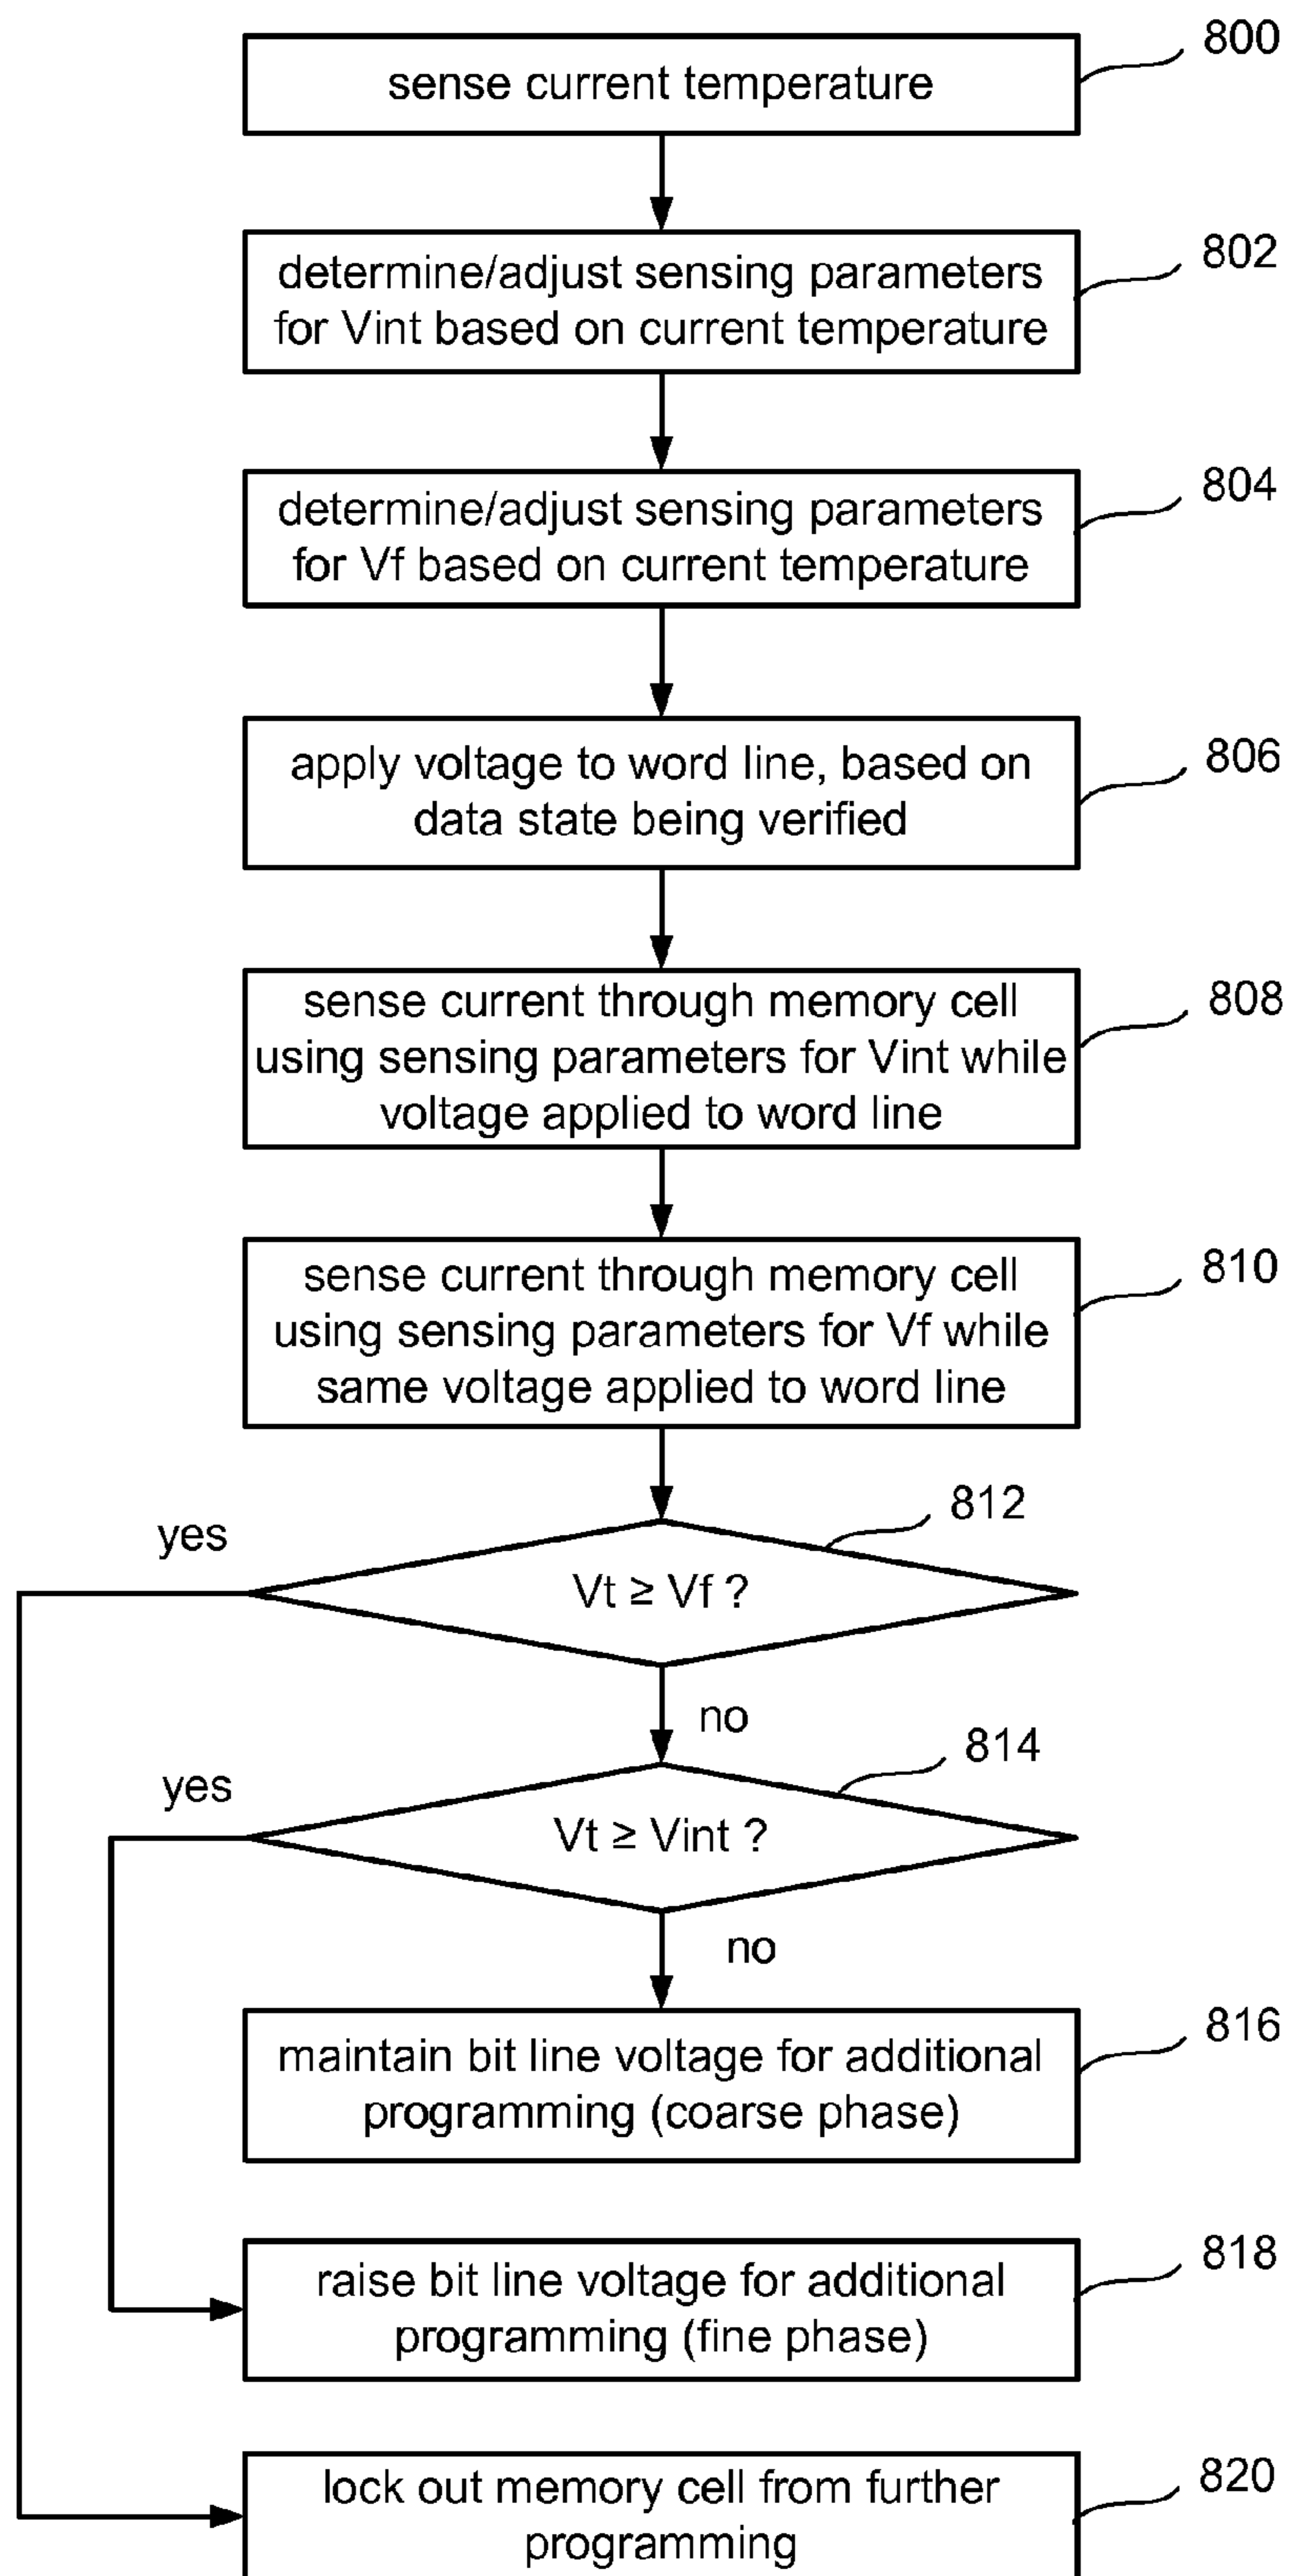 800
sense current temperature
802
determine/adjust sensing parameters
for Vint based on current temperature
804
determine/adjust sensing parameters
for Vf based on current temperature
806
apply voltage to word line, based on
data state being verified
808
sense current through memory cell
using sensing parameters for Vint while
voltage applied to word line
810
sense current through memory cell
using sensing parameters for Vf while
same voltage applied to word line
812
yes
Vt ≥ Vf ?
no
814
yes
Vt ≥ Vint ?
no
816
maintain bit line voltage for additional
programming (coarse phase)
818
raise bit line voltage for additional
programming (fine phase)
820
lock out memory cell from further
programming